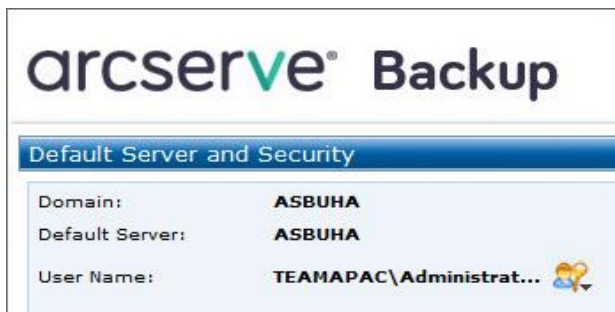 arcserve® Backup
Default Server and Security
Domain: ASBUHA
Default Server: ASBUHA
User Name: TEAMAPAC\Administrat...